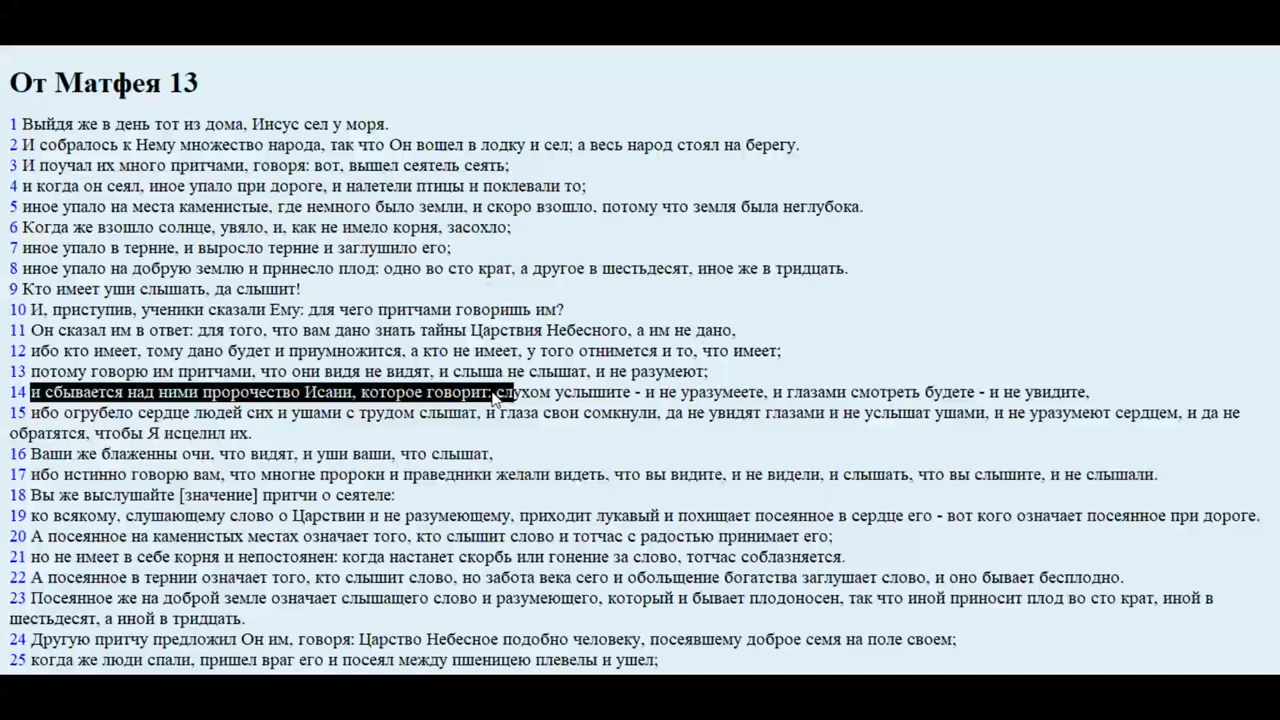 От Матфея 13
1 Выйдя же в день тот из дома, Иисус сел у моря.
2 И собралось к Нему множество народа, так что Он вошел в лодку и сел; а весь народ стоял на берегу.
3 И поучал их много притчами, говоря: вот, вышел сеятель сеять;
4 и когда он сеял, иное упало при дороге, и налетели птицы и поклевали то;
5 иное упало на места каменистые, где немного было земли, и скоро взошло, потому что земля была неглубока.
6 Когда же взошло солнце, увяло, и, как не имело корня, засохло;
7 иное упало в терние, и выросло терние и заглушило его;
8 иное упало на добрую землю и принесло плод: одно во сто крат, а другое в шестьдесят, иное же в тридцать.
9 Кто имеет уши слышать, да слышит!
10 И, приступив, ученики сказали Ему: для чего притчами говоришь им?
11 Он сказал им в ответ: для того, что вам дано знать тайны Царствия Небесного, а им не дано,
12 ибо кто имеет, тому дано будет и приумножится, а кто не имеет, у того отнимется и то, что имеет;
13 потому говорю им притчами, что они видя не видят, и слыша не слышат, и не разумеют;
14 и сбывается над ними пророчество Исаии, которое говорит: слухом услышите - и не уразумеете, и глазами смотреть будете - и не увидите,
15 ибо огрубело сердце людей сих и ушами с трудом слышат, и глаза свои сомкнули, да не увидят глазами и не услышат ушами, и не уразумеют сердцем, и да не
обратятся, чтобы Я исцелил их.
16 Ваши же блаженны очи, что видят, и уши ваши, что слышат,
17 ибо истинно говорю вам, что многие пророки и праведники желали видеть, что вы видите, и не видели, и слышать, что вы слышите, и не слышали.
18 Вы же выслушайте [значение] притчи о сеятеле:
19 ко всякому, слушающему слово о Царствии и не разумеющему, приходит лукавый и похищает посеянное в сердце его - вот кого означает посеянное при дороге.
20 А посеянное на каменистых местах означает того, кто слышит слово и тотчас с радостью принимает его;
21 но не имеет в себе корня и непостоянен: когда настанет скорбь или гонение за слово, тотчас соблазняется.
22 А посеянное в тернии означает того, кто слышит слово, но забота века сего и обольщение богатства заглушает слово, и оно бывает бесплодно.
23 Посеянное же на доброй земле означает слышащего слово и разумеющего, который и бывает плодоносен, так что иной приносит плод во сто крат, иной в
шестьдесят, а иной в тридцать.
24 Другую притчу предложил Он им, говоря: Царство Небесное подобно человеку, посеявшему доброе семя на поле своем;
25 когда же люди спали, пришел враг его и посеял между пшеницею плевелы и ушел;